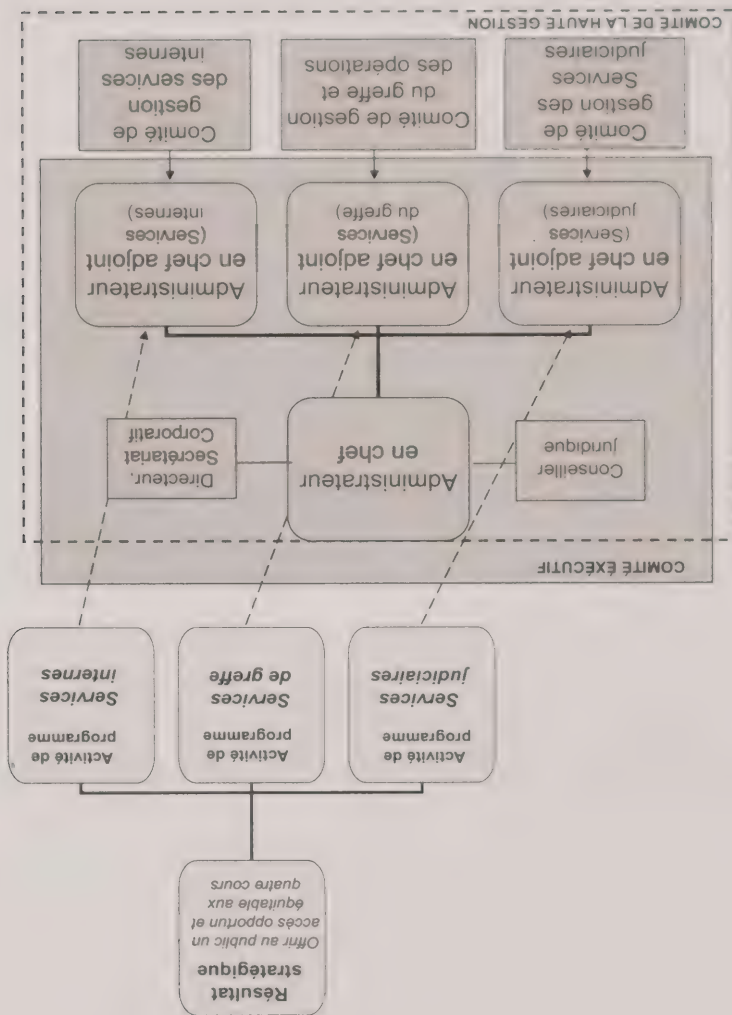 Résultat
stratégique
Offrir au public un
accès opportun et
équitable aux
quatre cours
Activité de
programme
Services
judiciaires
Activité de
programme
Services
de greffe
Activité de
programme
Services
internes
COMITÉ ÉXÉCUTIF
Conseiller
juridique
Administrateur
en chef
Directeur.
Secrétariat
Corporatif
Administrateur
en chef adjoint
(Services
judiciaires)
Administrateur
en chef adjoint
(Services
du greffe)
Administrateur
en chef adjoint
(Services
internes)
Comité de
gestion des
Services
judiciaires
Comité de gestion
du greffe et
des opérations
Comité de
gestion
des services
internes
COMITÉ DE LA HAUTE GESTION